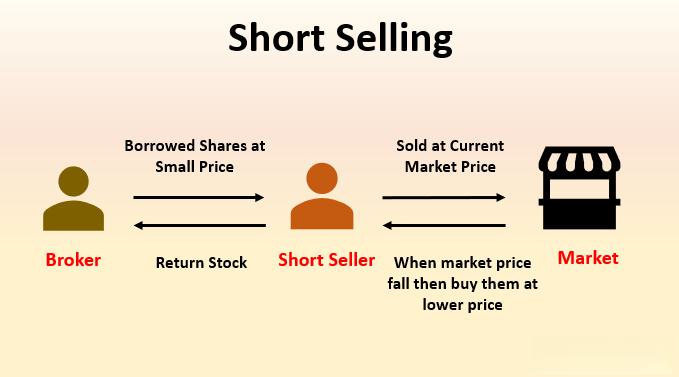 Short Selling
Borrowed Shares at
Small Price
Sold at Current
Market Price
Broker
Return Stock
Short Seller
When market price
fall then buy them at
lower price
Market